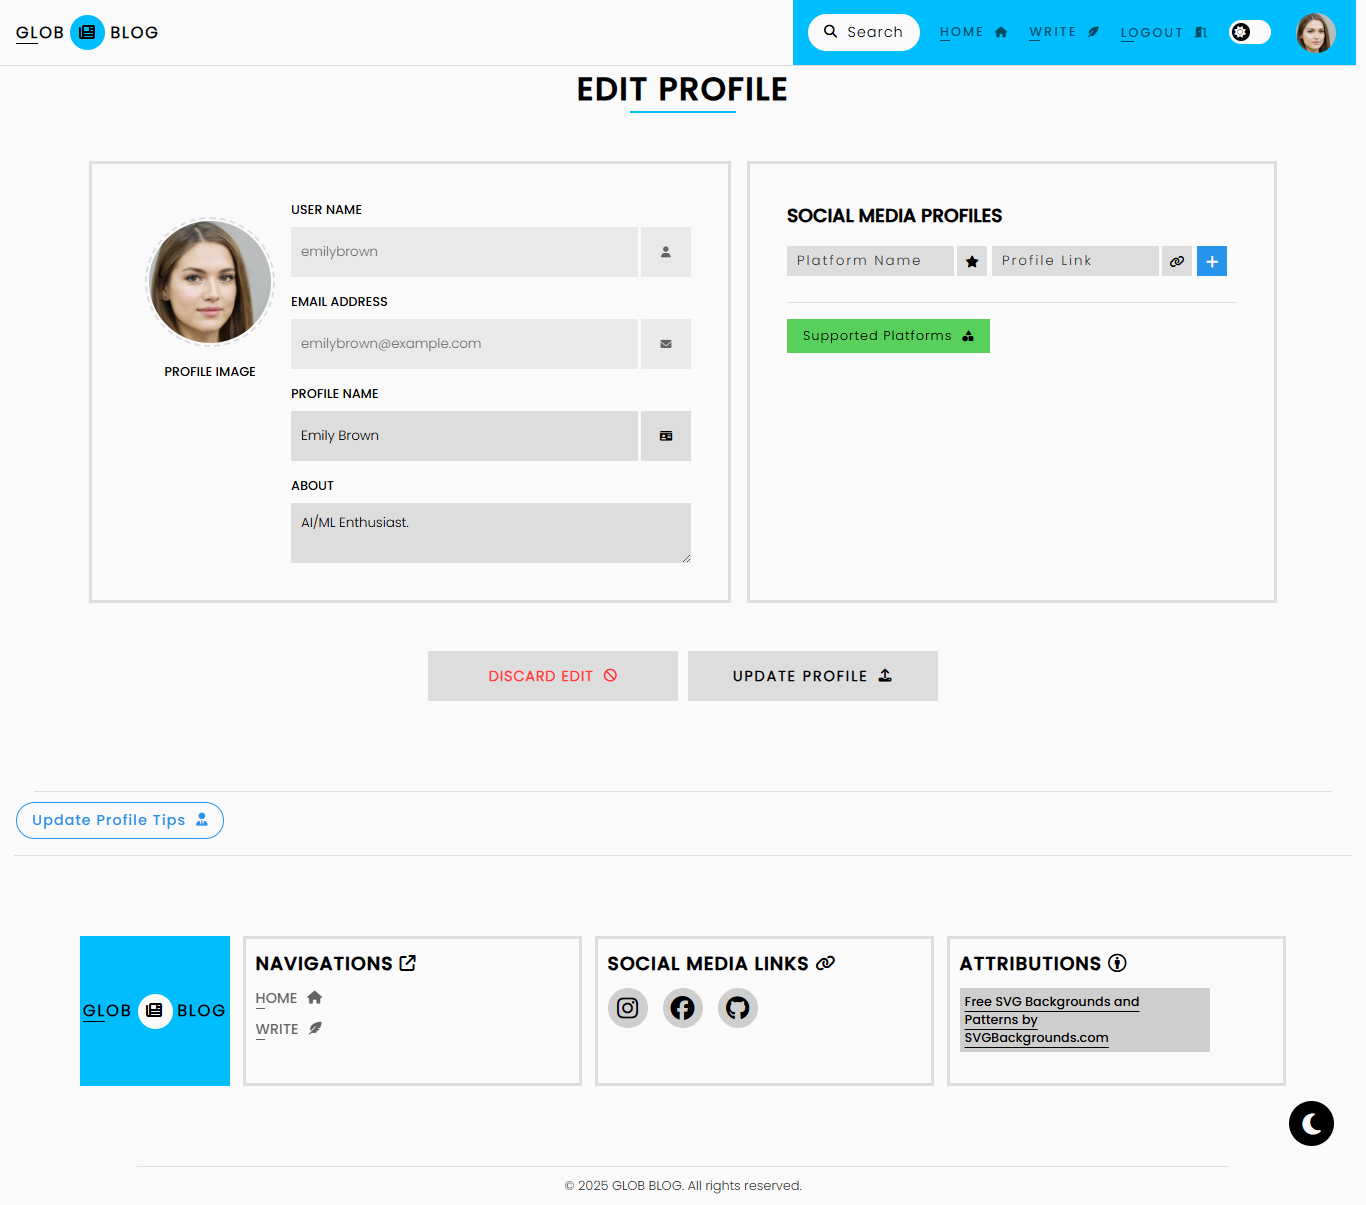 GLOB BLOG
Search
HOME
WRITE
LOGOUT
EDIT PROFILE
PROFILE IMAGE
USER NAME
emilybrown
EMAIL ADDRESS
emilybrown@example.com
PROFILE NAME
Emily Brown
ABOUT
AI/ML Enthusiast.
SOCIAL MEDIA PROFILES
Platform Name
Profile Link
Supported Platforms
DISCARD EDIT
UPDATE PROFILE
Update Profile Tips
GLOB BLOG
NAVIGATIONS
HOME
WRITE
SOCIAL MEDIA LINKS
ATTRIBUTIONS
Free SVG Backgrounds and
Patterns by
SVGBackgrounds.com
© 2025 GLOB BLOG. All rights reserved.